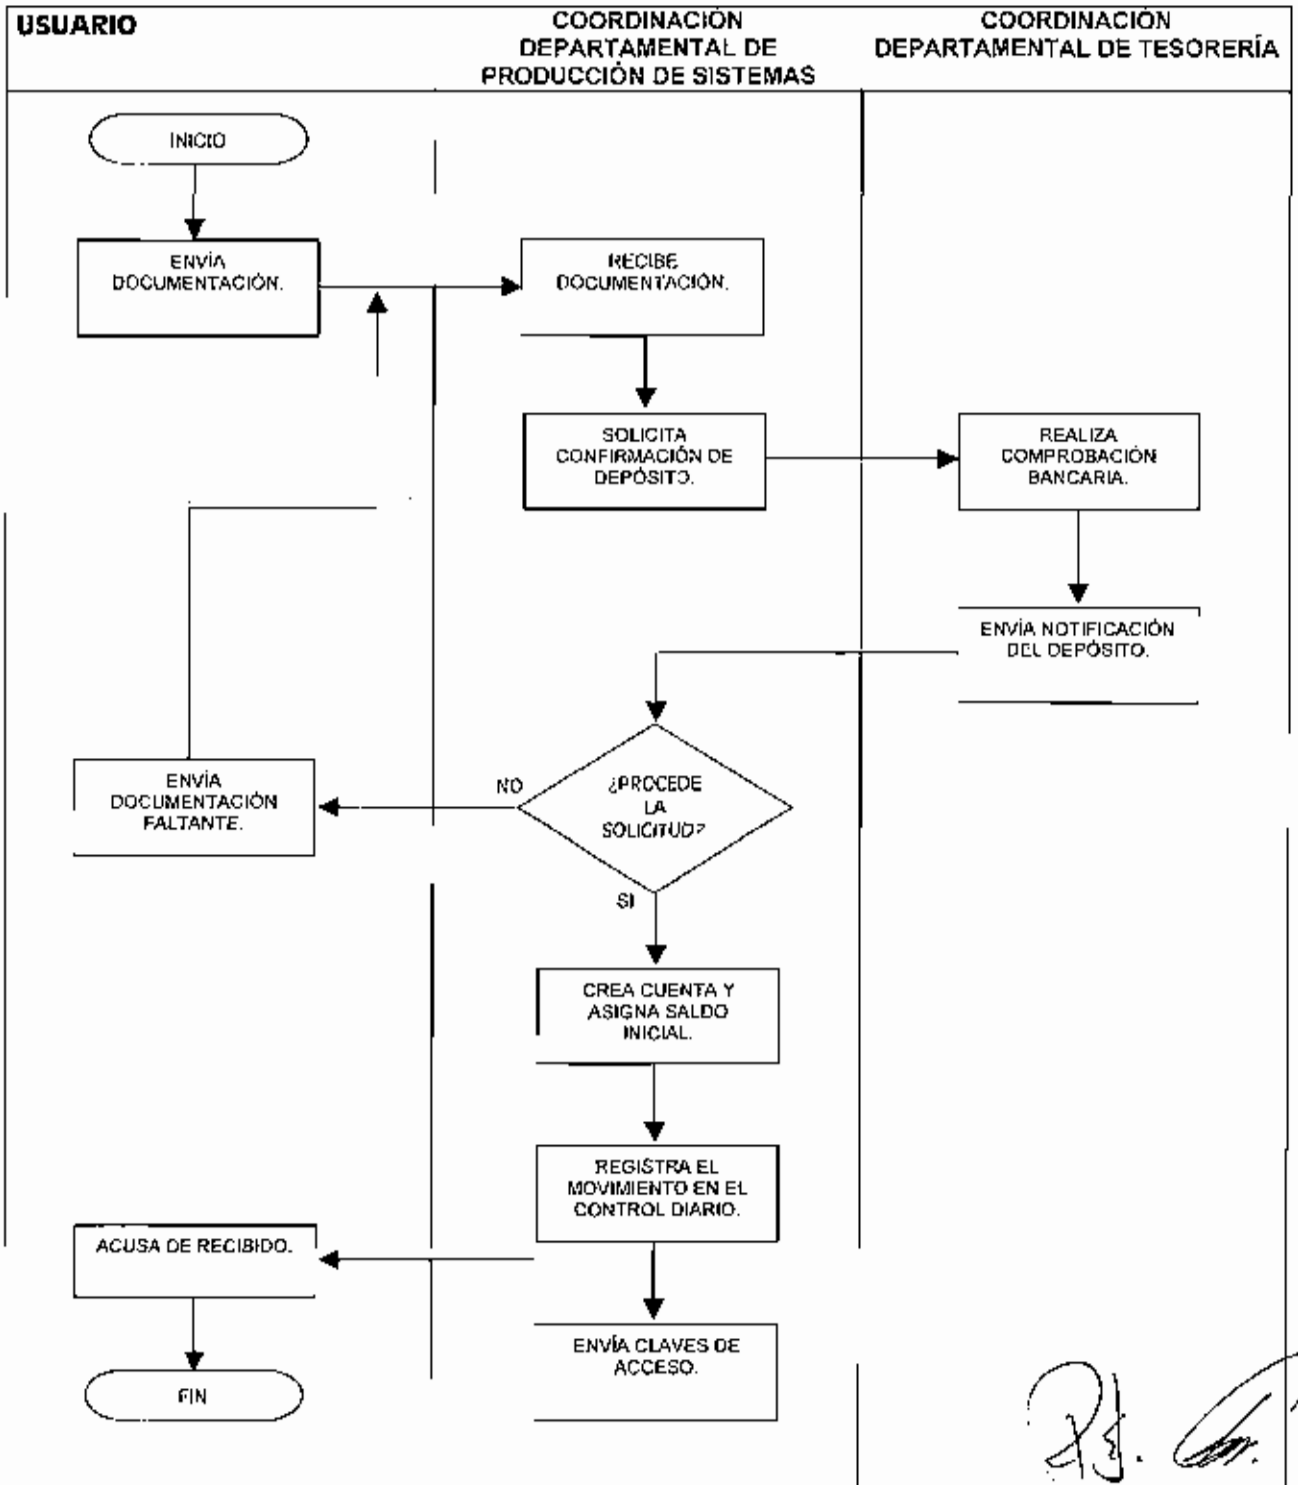 USUARIO
COORDINACIÓN
DEPARTAMENTAL DE
PRODUCCIÓN DE SISTEMAS
COORDINACIÓN
DEPARTAMENTAL DE TESORERÍA
INICIO
ENVÍA
DOCUMENTACIÓN.
RECIBE
DOCUMENTACIÓN.
SOLICITA
CONFIRMACIÓN DE
DEPÓSITO.
REALIZA
COMPROBACIÓN
BANCARIA.
ENVÍA NOTIFICACIÓN
DEL DEPÓSITO.
¿PROCEDE
LA
SOLICITUD?
NO
ENVÍA
DOCUMENTACIÓN
FALTANTE.
SI
CREA CUENTA Y
ASIGNA SALDO
INICIAL.
REGISTRA EL
MOVIMIENTO EN EL
CONTROL DIARIO.
ACUSA DE RECIBIDO.
ENVÍA CLAVES DE
ACCESO.
FIN